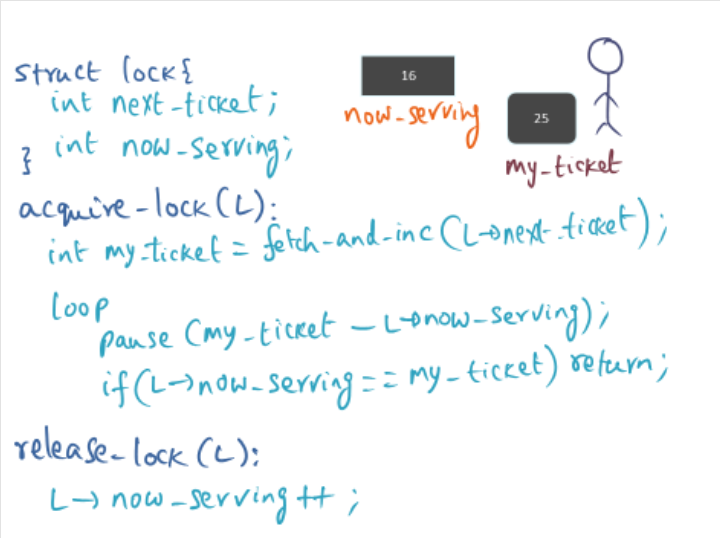 struct lock{
int next-ticket;
int now-serving;
}
16
now-serving
25
my-ticket
acquire-lock(L):
int my-ticket = fetch-and-inc(L→next-ticket);
loop
pause (my-ticket - L→now-serving);
if(L→now-serving == my-ticket) return;
release-lock(L):
L→now-serving++;